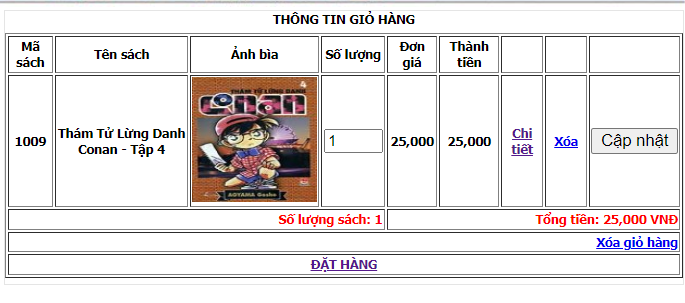 THÔNG TIN GIỎ HÀNG
Mã sách Tên sách Ảnh bìa Số lượng Đơn giá Thành tiền
1009 Thám Tử Lừng Danh Conan - Tập 4 1 25,000 25,000 Chi tiết Xóa Cập nhật
THÁM TỬ LỪNG DANH
4
CONAN
AOYAMA Gosho
Số lượng sách: 1 Tổng tiền: 25,000 VNĐ
Xóa giỏ hàng
ĐẶT HÀNG